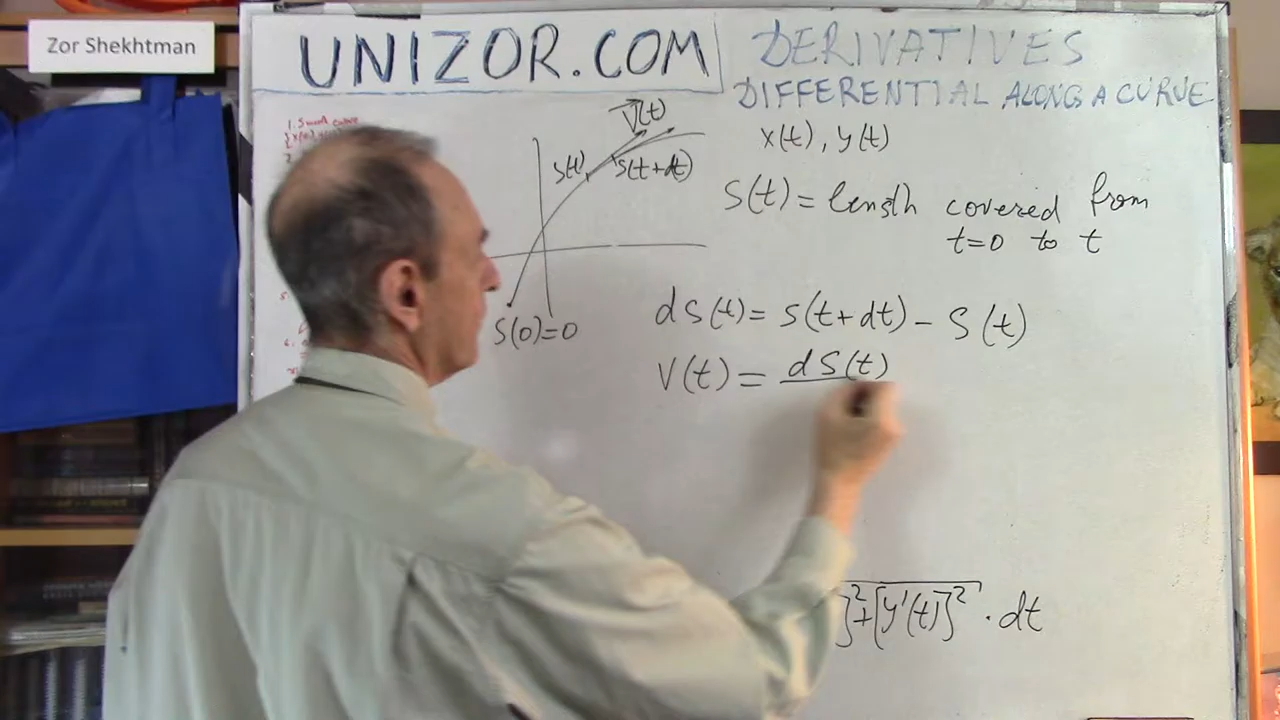 Zor Shekhtman
UNIZOR.COM
DERIVATIVES
DIFFERENTIAL ALONG A CURVE
V(t)
S(t)
S(t+dt)
S(0)=0
x(t), y(t)
S(t) = length covered from
t=0 to t
dS(t) = S(t+dt) - S(t)
V(t) = dS(t)
]²+[y'(t)]² · dt